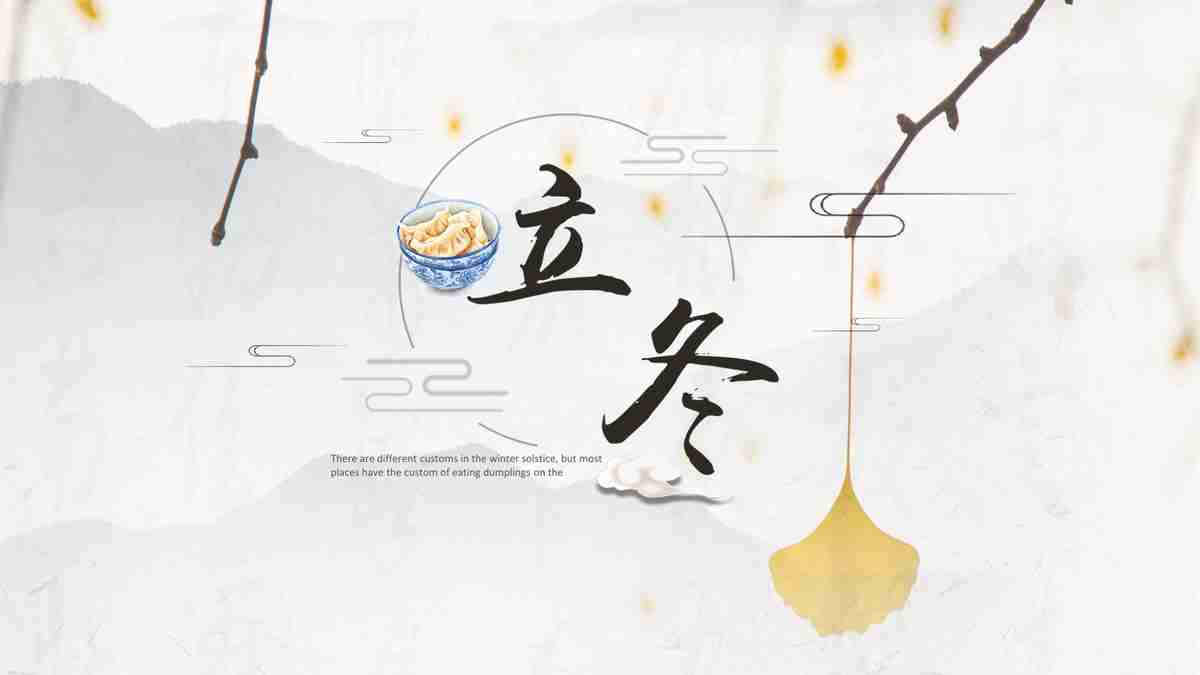 立冬
There are different customs in the winter solstice, but most
places have the custom of eating dumplings on the